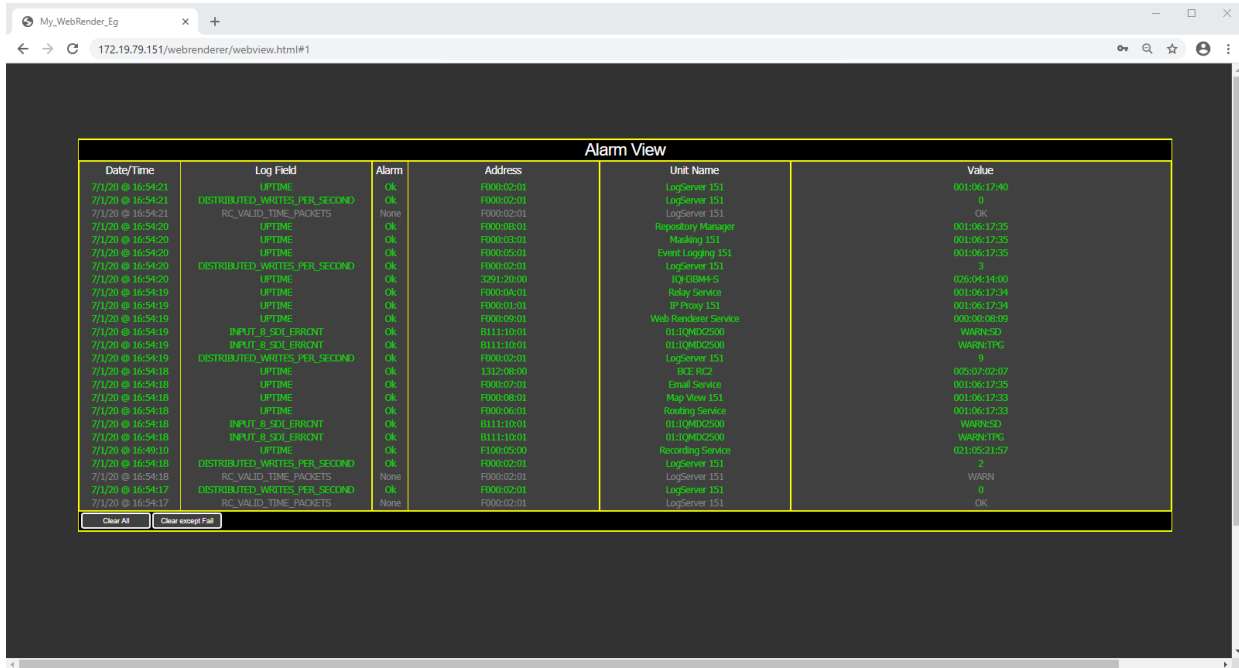 My_WebRender_Eg
172.19.79.151/webrenderer/webview.html#1
Alarm View
Date/Time Log Field Alarm Address Unit Name Value
7/1/20 @ 16:54:21 UPTIME Ok F000:02:01 LogServer 151 001:06:17:40
7/1/20 @ 16:54:21 DISTRIBUTED_WRITES_PER_SECOND Ok F000:02:01 LogServer 151 0
7/1/20 @ 16:54:21 RC_VALID_TIME_PACKETS None F000:02:01 LogServer 151 OK
7/1/20 @ 16:54:20 UPTIME Ok F000:0B:01 Repository Manager 001:06:17:35
7/1/20 @ 16:54:20 UPTIME Ok F000:03:01 Masking 151 001:06:17:35
7/1/20 @ 16:54:20 UPTIME Ok F000:05:01 Event Logging 151 001:06:17:35
7/1/20 @ 16:54:20 DISTRIBUTED_WRITES_PER_SECOND Ok F000:02:01 LogServer 151 3
7/1/20 @ 16:54:20 UPTIME Ok 3291:20:00 IQH3BM4-S 026:04:14:00
7/1/20 @ 16:54:19 UPTIME Ok F000:0A:01 Relay Service 001:06:17:34
7/1/20 @ 16:54:19 UPTIME Ok F000:01:01 IP Proxy 151 001:06:17:34
7/1/20 @ 16:54:19 UPTIME Ok F000:09:01 Web Renderer Service 000:00:08:09
7/1/20 @ 16:54:19 INPUT_8_SDI_ERRCNT Ok B111:10:01 01:IQMIX2500 WARN:SD
7/1/20 @ 16:54:19 INPUT_8_SDI_ERRCNT Ok B111:10:01 01:IQMIX2500 WARN:TPG
7/1/20 @ 16:54:19 DISTRIBUTED_WRITES_PER_SECOND Ok F000:02:01 LogServer 151 9
7/1/20 @ 16:54:18 UPTIME Ok 1312:08:00 BCE RC2 005:07:02:07
7/1/20 @ 16:54:18 UPTIME Ok F000:07:01 Email Service 001:06:17:35
7/1/20 @ 16:54:18 UPTIME Ok F000:08:01 Map View 151 001:06:17:33
7/1/20 @ 16:54:18 UPTIME Ok F000:06:01 Routing Service 001:06:17:33
7/1/20 @ 16:54:18 INPUT_8_SDI_ERRCNT Ok B111:10:01 01:IQMIX2500 WARN:SD
7/1/20 @ 16:54:18 INPUT_8_SDI_ERRCNT Ok B111:10:01 01:IQMIX2500 WARN:TPG
7/1/20 @ 16:49:10 UPTIME Ok F100:05:00 Recording Service 021:05:21:57
7/1/20 @ 16:54:18 DISTRIBUTED_WRITES_PER_SECOND Ok F000:02:01 LogServer 151 2
7/1/20 @ 16:54:18 RC_VALID_TIME_PACKETS None F000:02:01 LogServer 151 WARN
7/1/20 @ 16:54:17 DISTRIBUTED_WRITES_PER_SECOND Ok F000:02:01 LogServer 151 0
7/1/20 @ 16:54:17 RC_VALID_TIME_PACKETS None F000:02:01 LogServer 151 OK
Clear All Clear except Fail